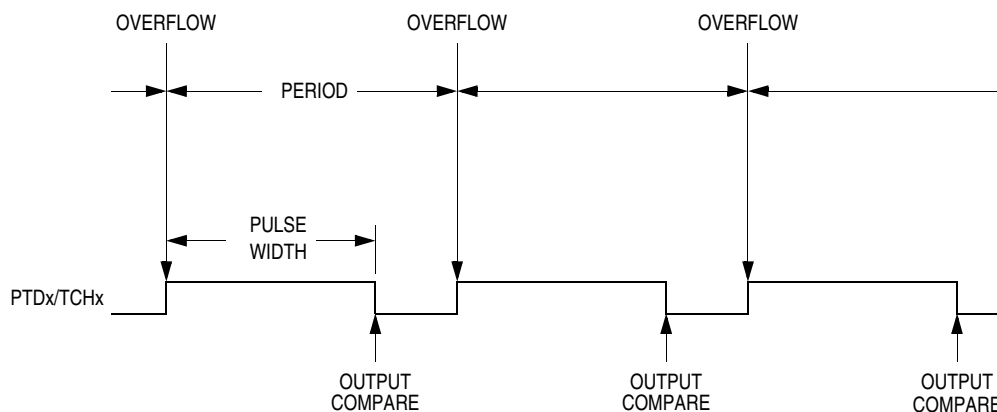 OVERFLOW
OVERFLOW
OVERFLOW
PERIOD
PULSE
WIDTH
PTDx/TCHx
OUTPUT
COMPARE
OUTPUT
COMPARE
OUTPUT
COMPARE